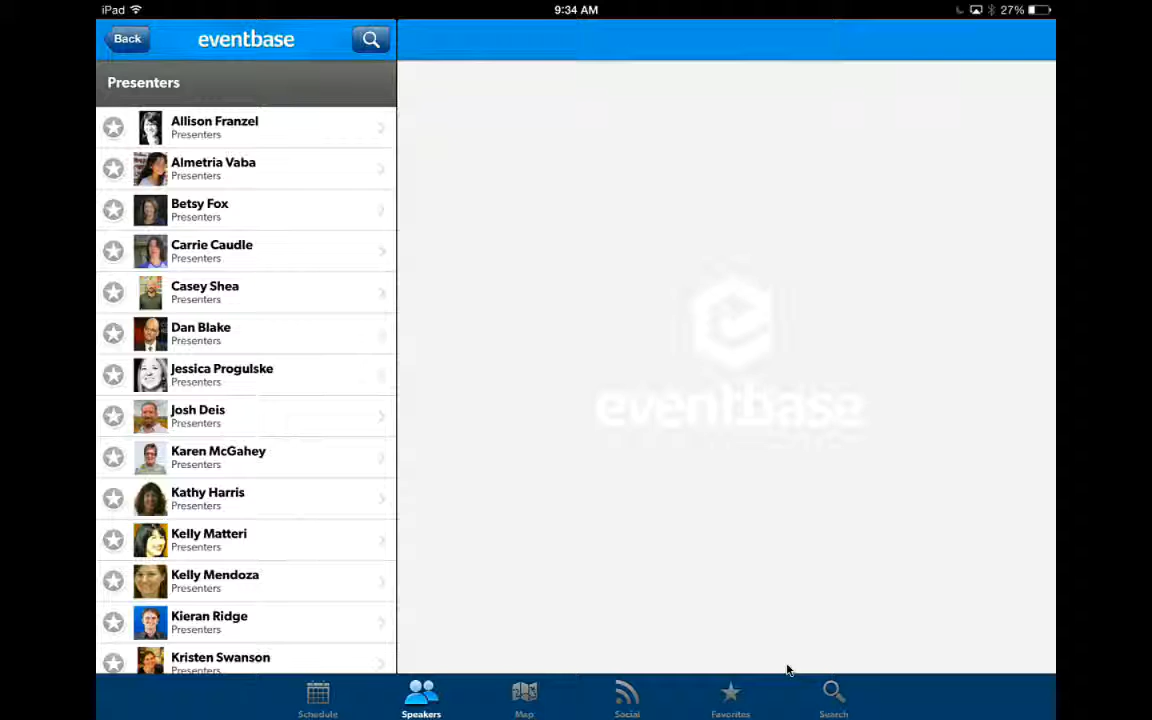 iPad
9:34 AM
27%
Back
eventbase
Presenters
Allison Franzel
Presenters
Almetria Vaba
Presenters
Betsy Fox
Presenters
Carrie Caudle
Presenters
Casey Shea
Presenters
Dan Blake
Presenters
Jessica Progulske
Presenters
Josh Deis
Presenters
Karen McGahey
Presenters
Kathy Harris
Presenters
Kelly Matteri
Presenters
Kelly Mendoza
Presenters
Kieran Ridge
Presenters
Kristen Swanson
Presenters
eventbase
Schedule
Speakers
Map
Social
Favorites
Search